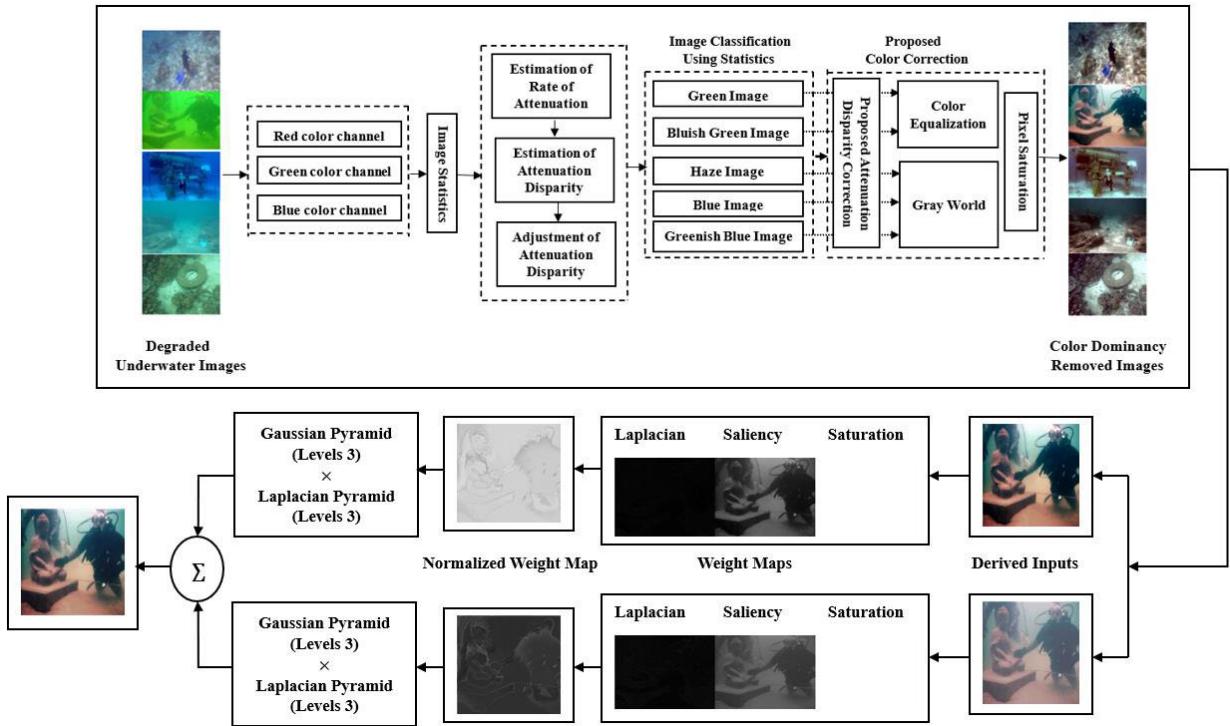 Degraded
Underwater Images
Red color channel
Green color channel
Blue color channel
Image Statistics
Estimation of
Rate of
Attenuation
Estimation of
Attenuation
Disparity
Adjustment of
Attenuation
Disparity
Image Classification
Using Statistics
Green Image
Bluish Green Image
Haze Image
Blue Image
Greenish Blue Image
Proposed
Color Correction
Proposed Attenuation
Disparity Correction
Color
Equalization
Gray World
Pixel Saturation
Color Dominancy
Removed Images
Gaussian Pyramid
(Levels 3)
×
Laplacian Pyramid
(Levels 3)
Laplacian Saliency Saturation
Σ
Normalized Weight Map
Weight Maps
Derived Inputs
Gaussian Pyramid
(Levels 3)
×
Laplacian Pyramid
(Levels 3)
Laplacian Saliency Saturation